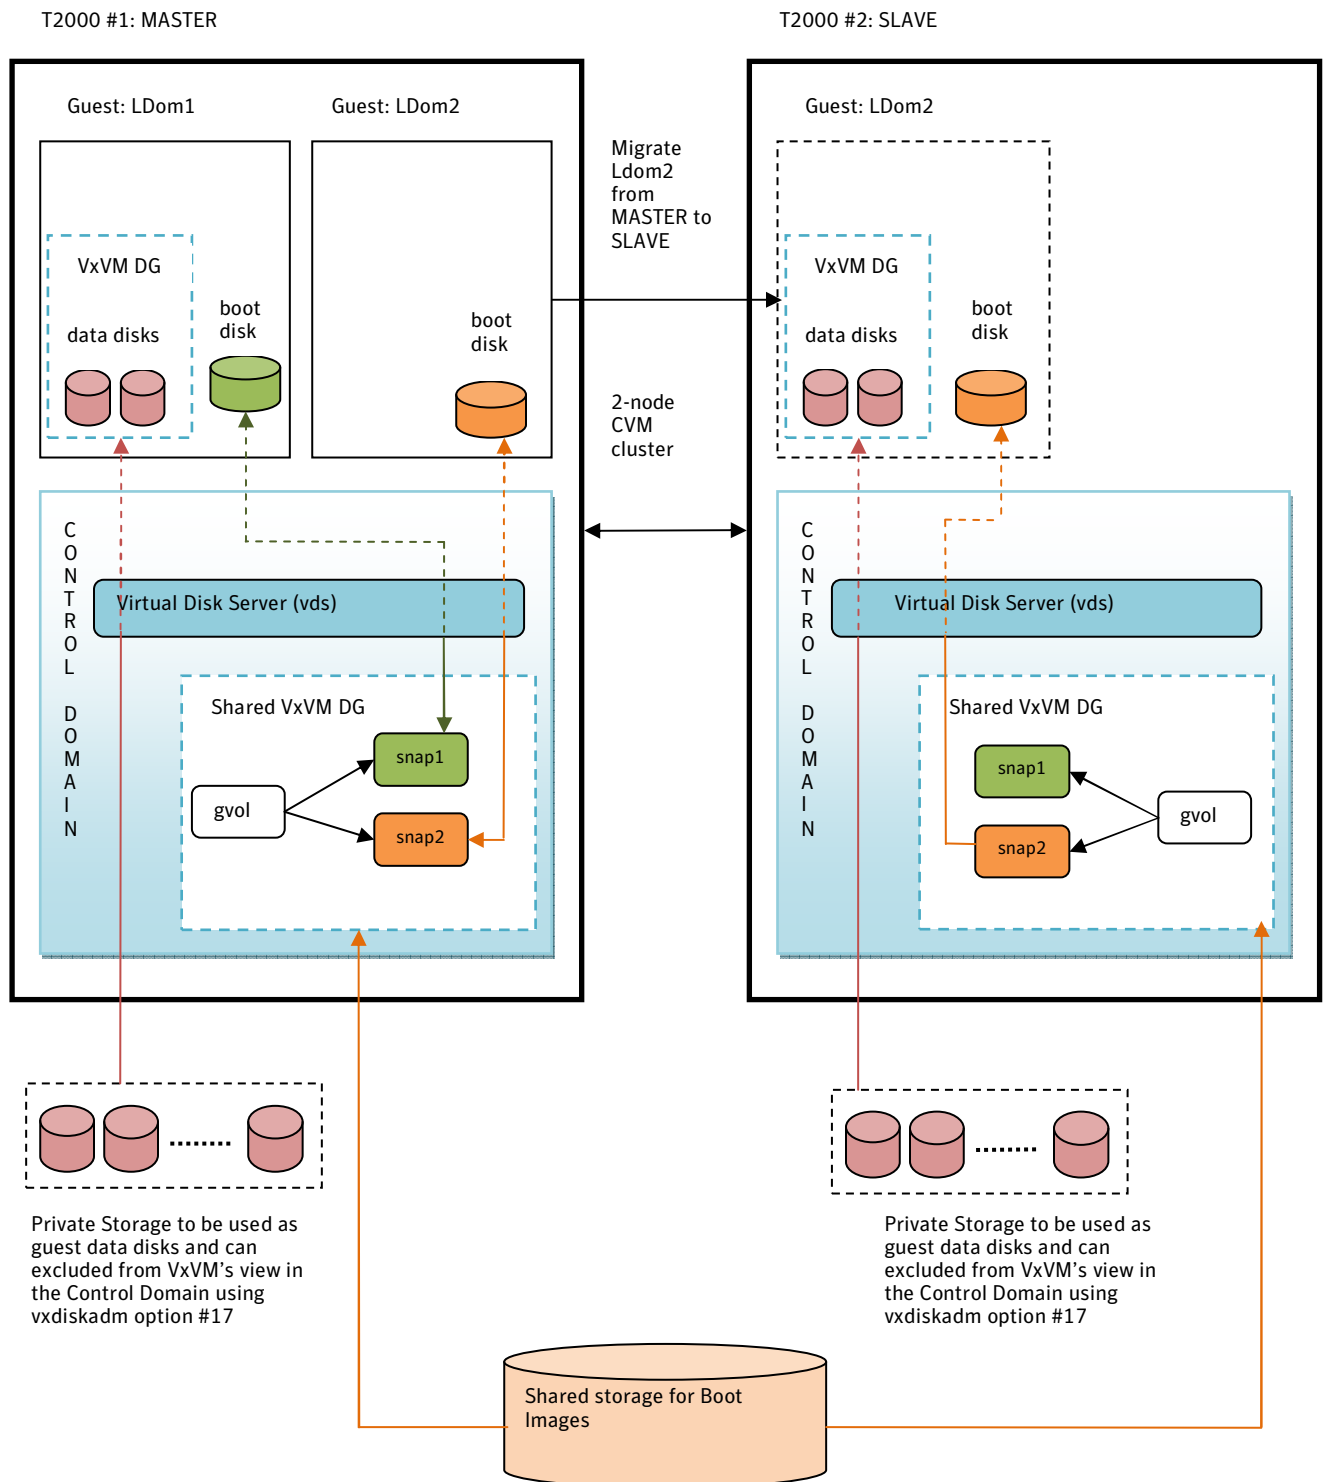 T2000 #1: MASTER
T2000 #2: SLAVE
Guest: LDom1
Guest: LDom2
Migrate
Ldom2
from
MASTER to
SLAVE
Guest: LDom2
VxVM DG
data disks
boot
disk
boot
disk
VxVM DG
data disks
boot
disk
2-node
CVM
cluster
C
O
N
T
R
O
L
D
O
M
A
I
N
Virtual Disk Server (vds)
Shared VxVM DG
snap1
gvol
snap2
C
O
N
T
R
O
L
D
O
M
A
I
N
Virtual Disk Server (vds)
Shared VxVM DG
snap1
gvol
snap2
Private Storage to be used as
guest data disks and can
excluded from VxVM's view in
the Control Domain using
vxdiskadm option #17
Private Storage to be used as
guest data disks and can
excluded from VxVM's view in
the Control Domain using
vxdiskadm option #17
Shared storage for Boot
Images